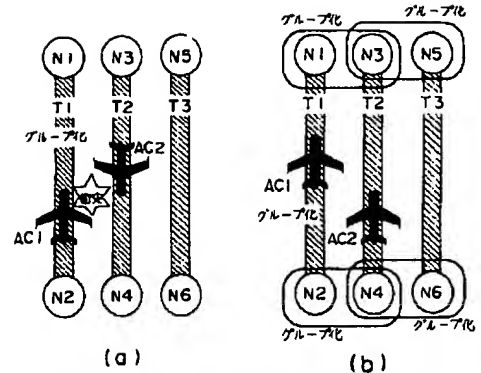 N1 N3 N5
T1 T2 T3
グループ化
AC2
AC1
N2 N4 N6
(a)
グループ化
グループ化
N1 N3 N5
T1 T2 T3
AC1
グループ化
AC2
N2 N4 N6
グループ化
グループ化
(b)